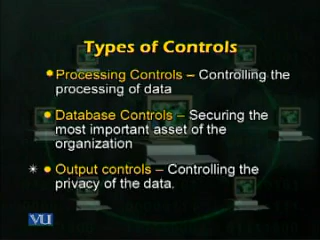 Types of Controls
Processing Controls – Controlling the
processing of data
Database Controls – Securing the
most important asset of the
organization
Output controls – Controlling the
privacy of the data.
VU